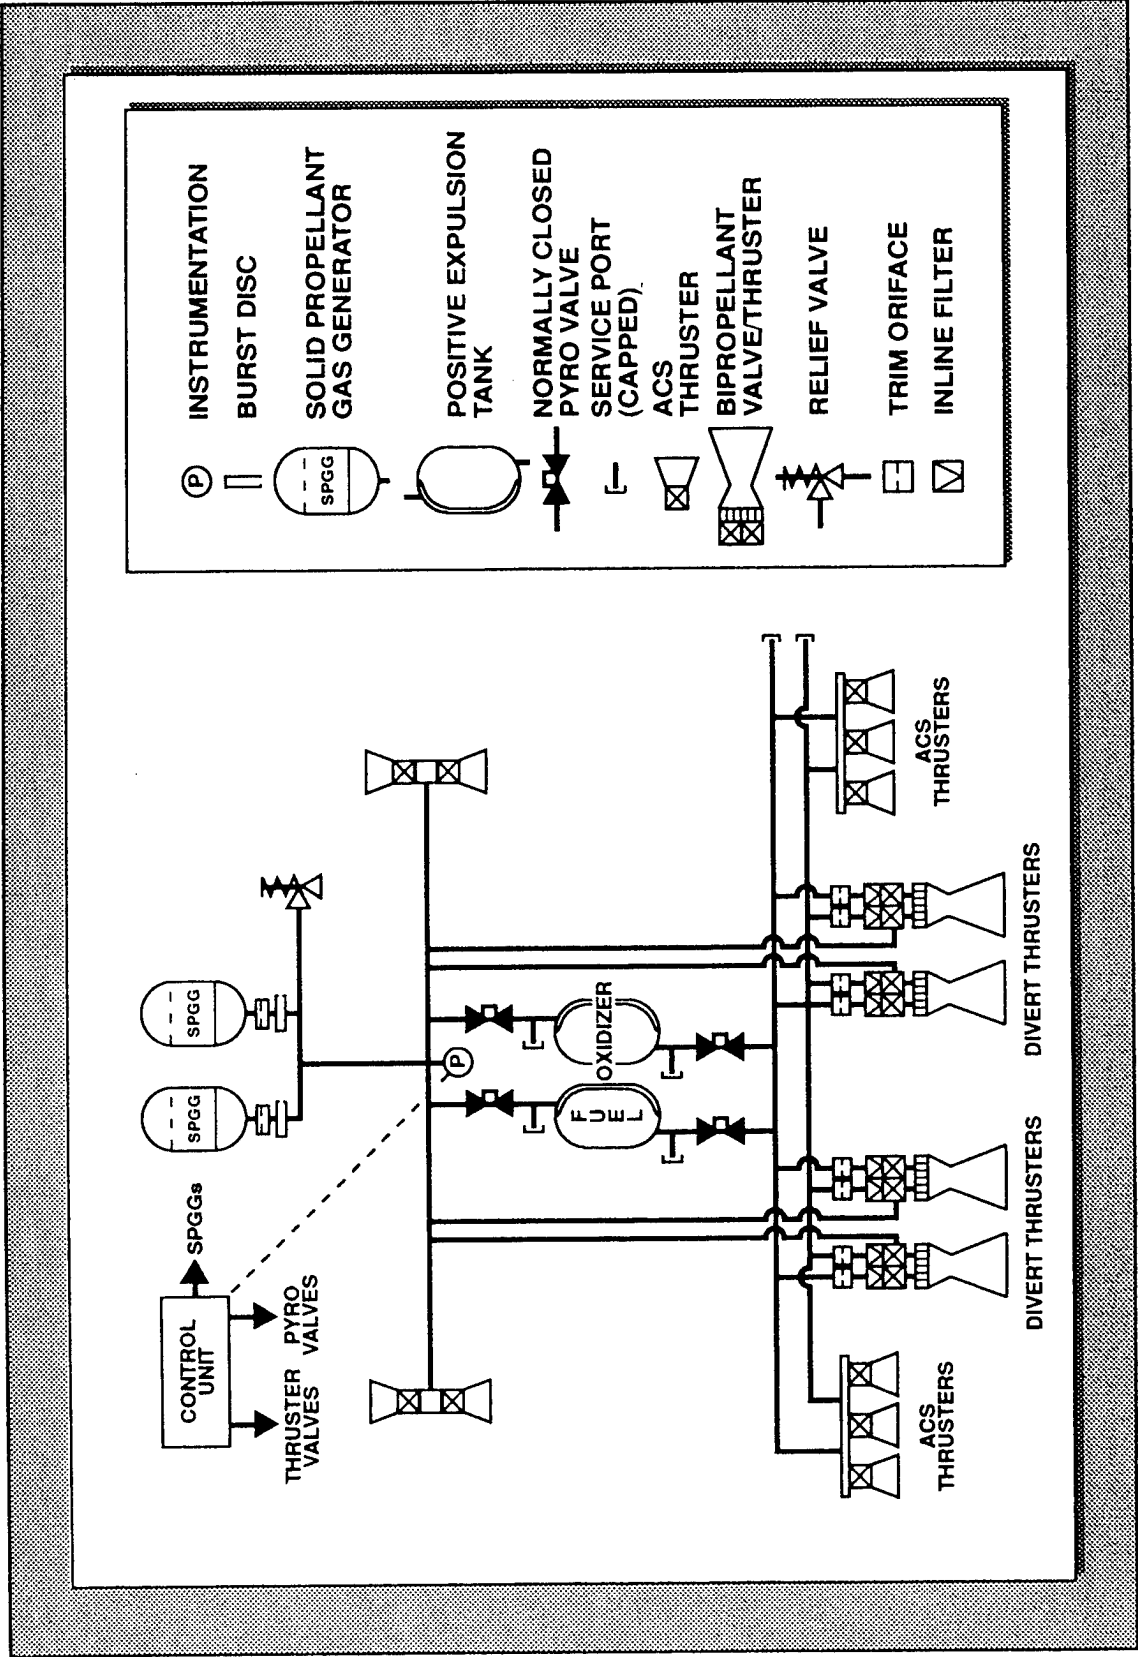 CONTROL
UNIT
SPGGs
THRUSTER
VALVES
PYRO
VALVES
SPGG
SPGG
P
FUEL
OXIDIZER
ACS
THRUSTERS
DIVERT THRUSTERS
DIVERT THRUSTERS
ACS
THRUSTERS
P
INSTRUMENTATION
BURST DISC
SPGG
SOLID PROPELLANT
GAS GENERATOR
POSITIVE EXPULSION
TANK
NORMALLY CLOSED
PYRO VALVE
SERVICE PORT
(CAPPED)
ACS
THRUSTER
BIPROPELLANT
VALVE/THRUSTER
RELIEF VALVE
TRIM ORIFACE
INLINE FILTER